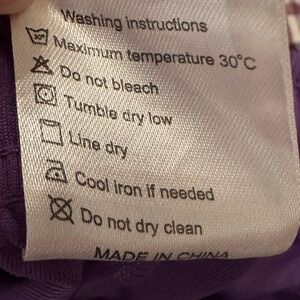 Washing instructions
Maximum temperature 30°C
Do not bleach
Tumble dry low
Line dry
Cool iron if needed
Do not dry clean
MADE IN CHINA